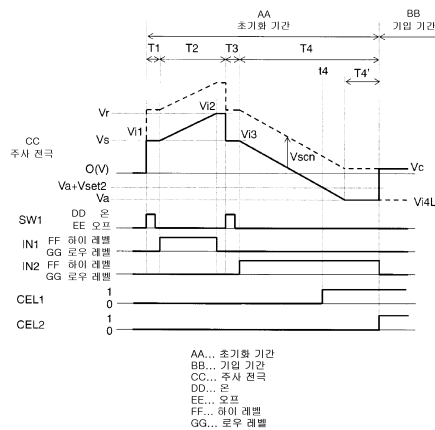 AA
초기화 기간
BB
기입 기간
T1 T2 T3 T4
t4 T4'
Vr
Vi2
CC
주사 전극
Vi1
Vs
Vi3
Vscn
O(V)
Vc
Va+Vset2
Va
Vi4L
SW1
DD 온
EE 오프
IN1
FF 하이 레벨
GG 로우 레벨
IN2
FF 하이 레벨
GG 로우 레벨
CEL1
1
0
CEL2
1
0
AA... 초기화 기간
BB... 기입 기간
CC... 주사 전극
DD... 온
EE... 오프
FF... 하이 레벨
GG... 로우 레벨